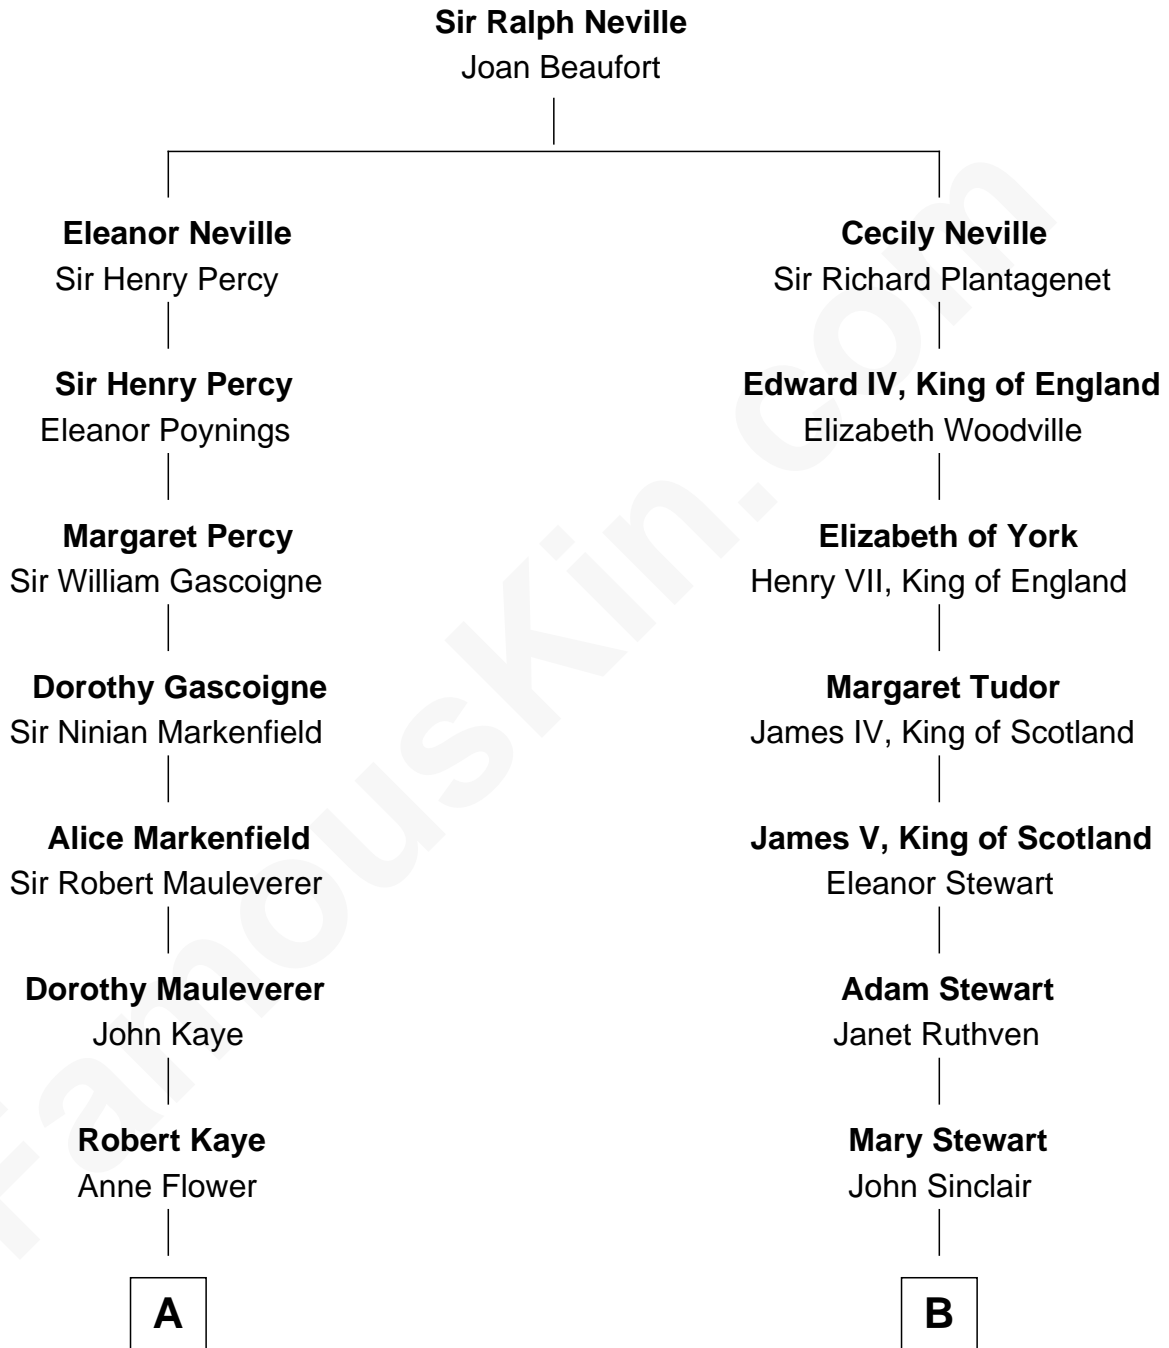 Sir Ralph Neville
Joan Beaufort
Eleanor Neville
Sir Henry Percy
Cecily Neville
Sir Richard Plantagenet
Sir Henry Percy
Eleanor Poynings
Edward IV, King of England
Elizabeth Woodville
Margaret Percy
Sir William Gascoigne
Elizabeth of York
Henry VII, King of England
Dorothy Gascoigne
Sir Ninian Markenfield
Margaret Tudor
James IV, King of Scotland
Alice Markenfield
Sir Robert Mauleverer
James V, King of Scotland
Eleanor Stewart
Dorothy Mauleverer
John Kaye
Adam Stewart
Janet Ruthven
Robert Kaye
Anne Flower
Mary Stewart
John Sinclair
A
B
FamousKin.com